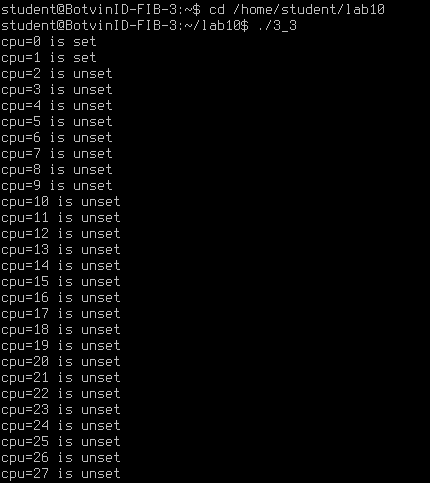 student@BotvinID-FIB-3:~$ cd /home/student/lab10
student@BotvinID-FIB-3:~/lab10$ ./3_3
cpu=0 is set
cpu=1 is set
cpu=2 is unset
cpu=3 is unset
cpu=4 is unset
cpu=5 is unset
cpu=6 is unset
cpu=7 is unset
cpu=8 is unset
cpu=9 is unset
cpu=10 is unset
cpu=11 is unset
cpu=12 is unset
cpu=13 is unset
cpu=14 is unset
cpu=15 is unset
cpu=16 is unset
cpu=17 is unset
cpu=18 is unset
cpu=19 is unset
cpu=20 is unset
cpu=21 is unset
cpu=22 is unset
cpu=23 is unset
cpu=24 is unset
cpu=25 is unset
cpu=26 is unset
cpu=27 is unset